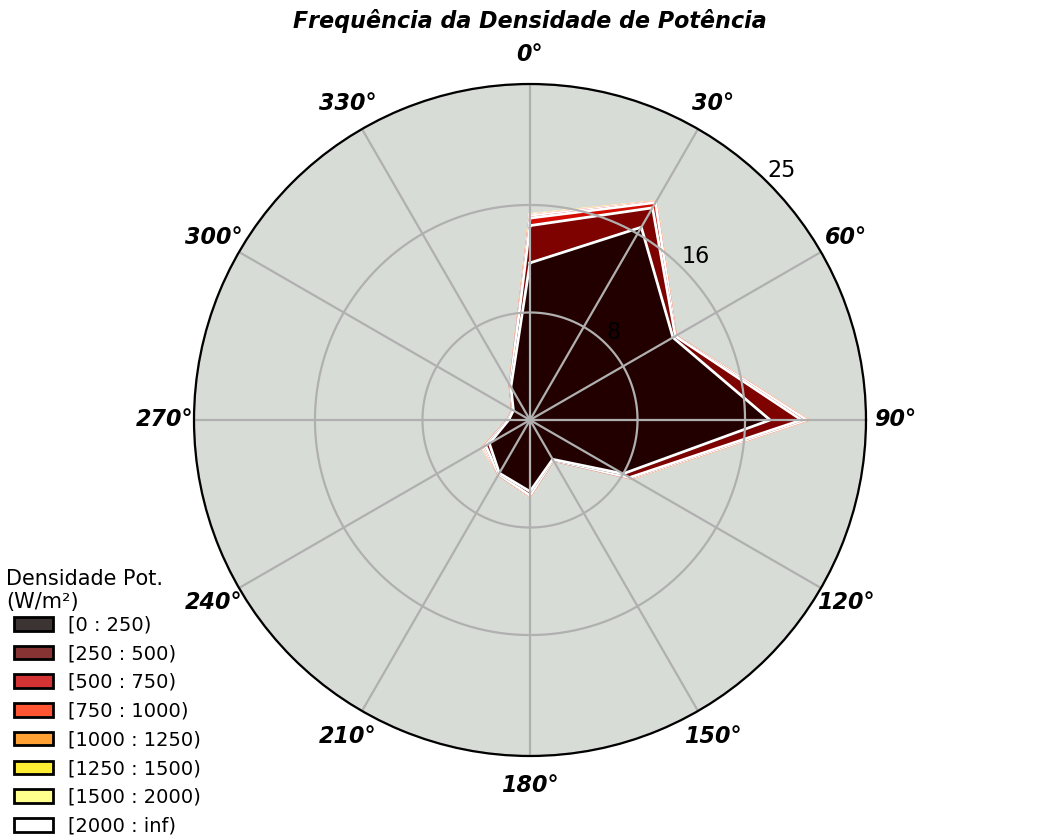 Frequência da Densidade de Potência
0°
330°
30°
25
300°
60°
16
8
270°
90°
240°
120°
210°
150°
180°
Densidade Pot.
(W/m²)
[0 : 250)
[250 : 500)
[500 : 750)
[750 : 1000)
[1000 : 1250)
[1250 : 1500)
[1500 : 2000)
[2000 : inf)